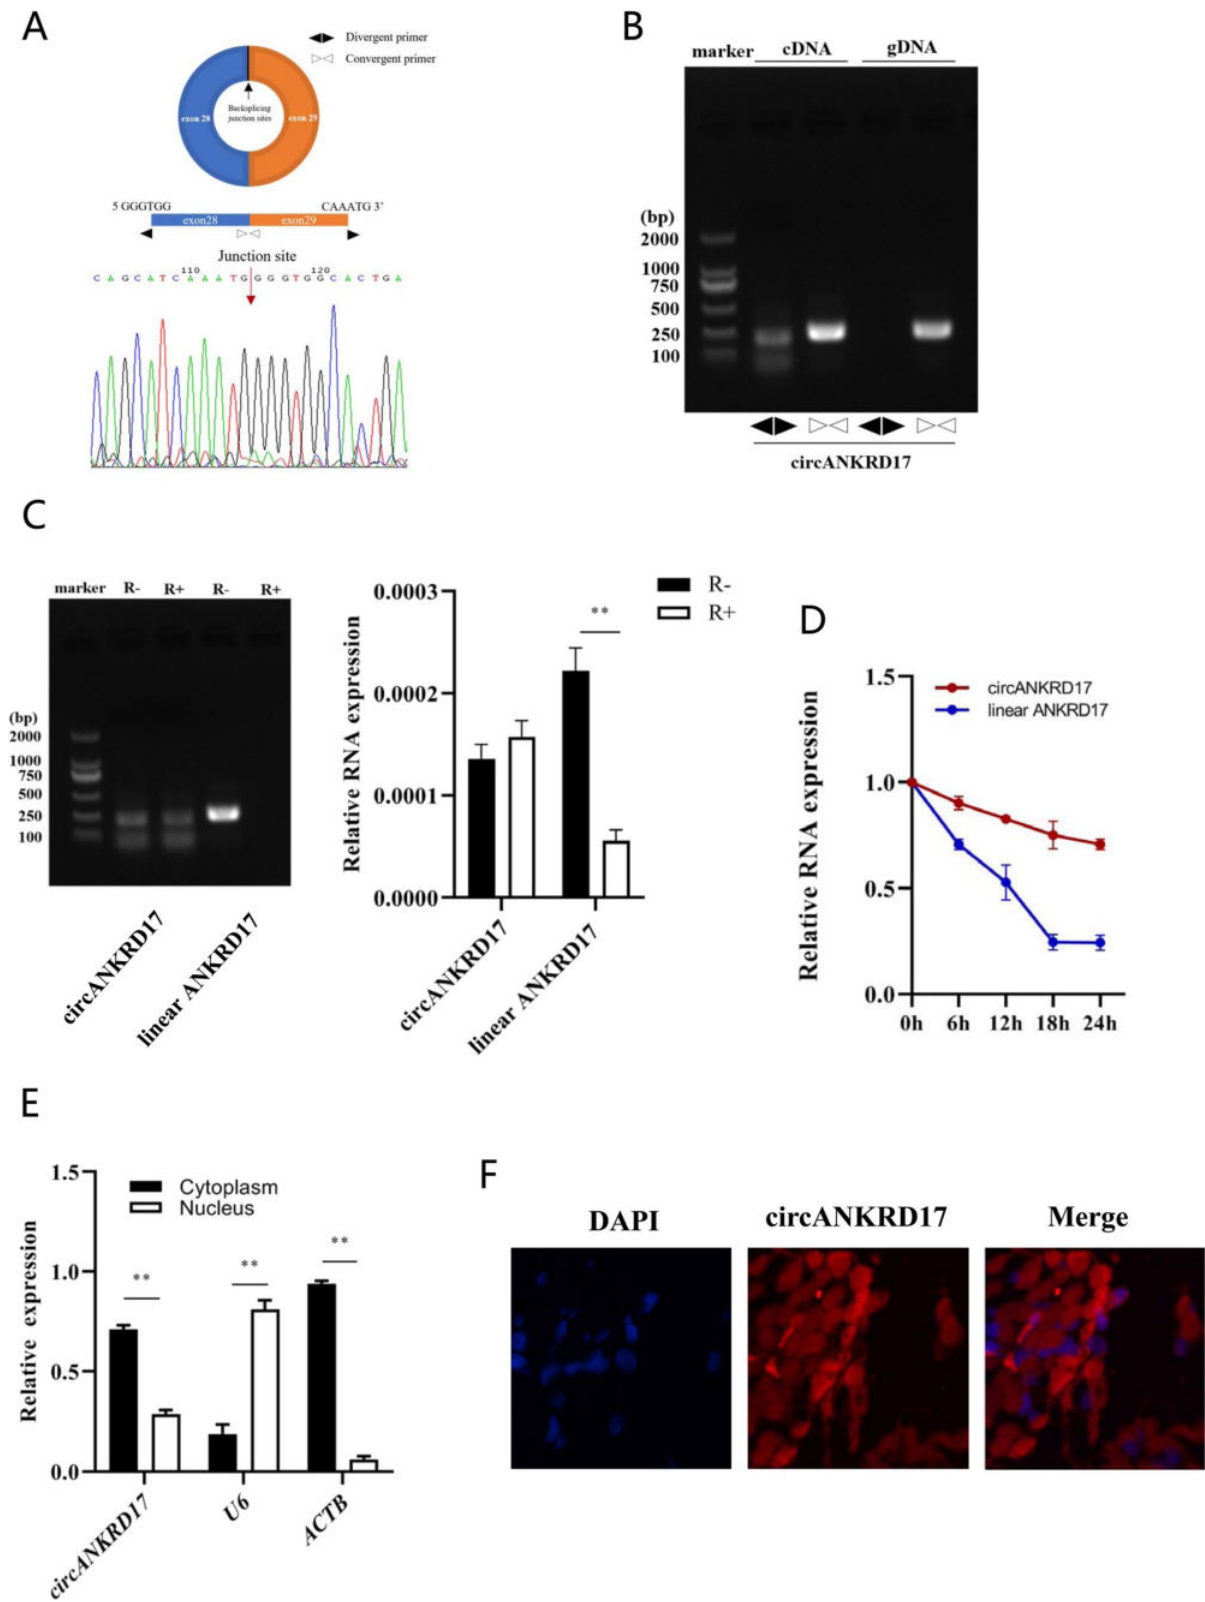 A
Divergent primer
Convergent primer
exon 28
Backsplicing
junction sites
exon 29
5 GGGTGG
CAAATG 3’
exon28
exon29
Junction site
110
120
C A G C A T C A A A T G G G G T G G C A C T G A
B
marker
cDNA
gDNA
(bp)
2000
1000
750
500
250
100
circANKRD17
C
marker R- R+ R- R+
(bp)
2000
1000
750
500
250
100
circANKRD17
linear ANKRD17
Relative RNA expression
0.0003
0.0002
0.0001
0.0000
**
R-
R+
circANKRD17
linear ANKRD17
D
Relative RNA expression
1.5
1.0
0.5
0.0
circANKRD17
linear ANKRD17
0h 6h 12h 18h 24h
E
Relative expression
1.5
1.0
0.5
0.0
Cytoplasm
Nucleus
**
**
**
circANKRD17
U6
ACTB
F
DAPI
circANKRD17
Merge